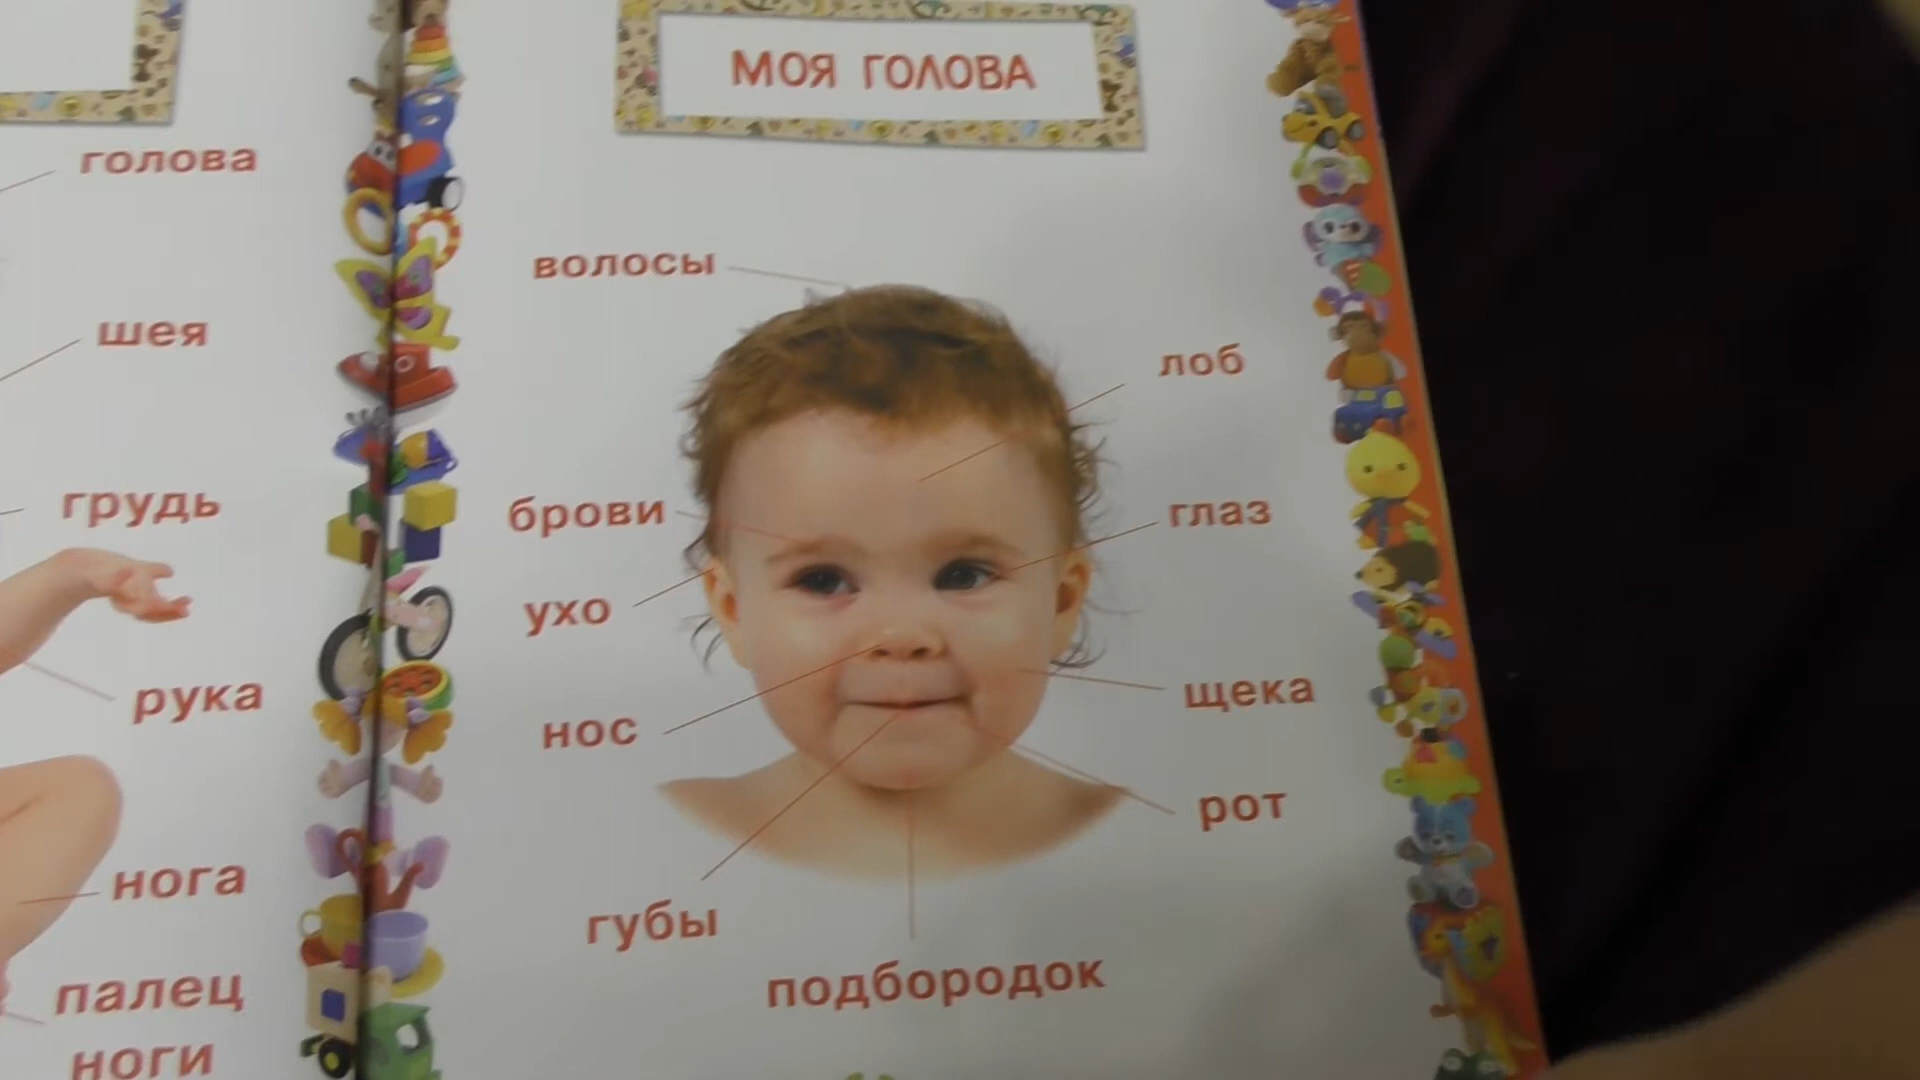 голова
шея
грудь
рука
нога
палец
ноги
МОЯ ГОЛОВА
волосы
лоб
брови
глаз
ухо
щека
нос
рот
губы
подбородок